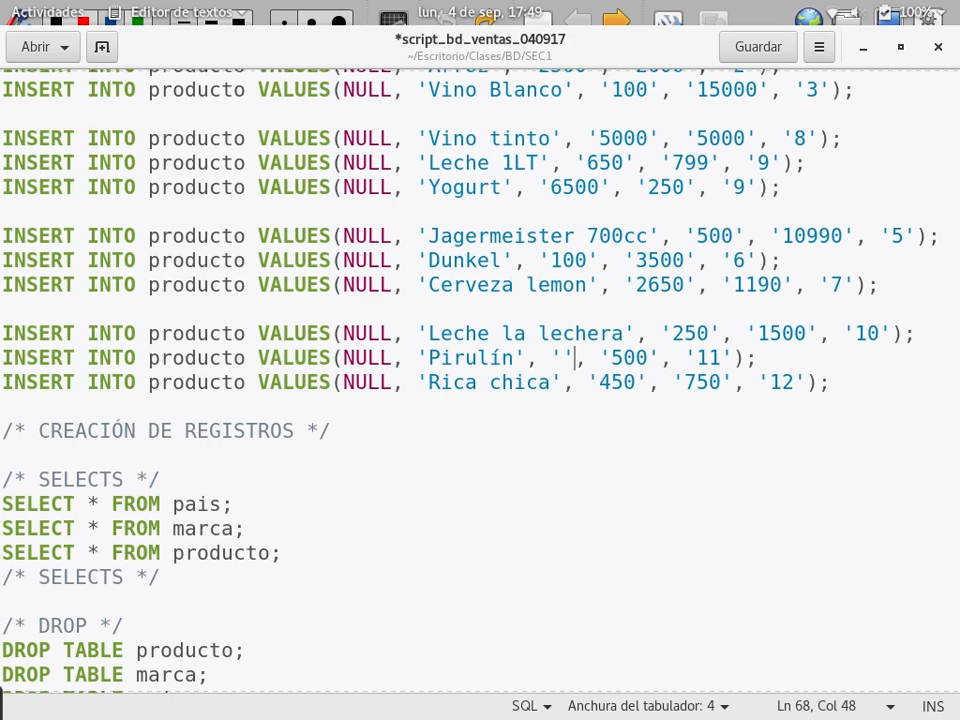 Actividades Editor de textos lun, 4 de sep, 17:49 100%
Abrir *script_bd_ventas_040917 Guardar
~/Escritorio/Clases/BD/SEC1
INSERT INTO producto VALUES(NULL, 'Vino Blanco', '100', '15000', '3');
INSERT INTO producto VALUES(NULL, 'Vino tinto', '5000', '5000', '8');
INSERT INTO producto VALUES(NULL, 'Leche 1LT', '650', '799', '9');
INSERT INTO producto VALUES(NULL, 'Yogurt', '6500', '250', '9');
INSERT INTO producto VALUES(NULL, 'Jagermeister 700cc', '500', '10990', '5');
INSERT INTO producto VALUES(NULL, 'Dunkel', '100', '3500', '6');
INSERT INTO producto VALUES(NULL, 'Cerveza lemon', '2650', '1190', '7');
INSERT INTO producto VALUES(NULL, 'Leche la lechera', '250', '1500', '10');
INSERT INTO producto VALUES(NULL, 'Pirulín', '', '500', '11');
INSERT INTO producto VALUES(NULL, 'Rica chica', '450', '750', '12');
/* CREACIÓN DE REGISTROS */
/* SELECTS */
SELECT * FROM pais;
SELECT * FROM marca;
SELECT * FROM producto;
/* SELECTS */
/* DROP */
DROP TABLE producto;
DROP TABLE marca;
SQL Anchura del tabulador: 4 Ln 68, Col 48 INS